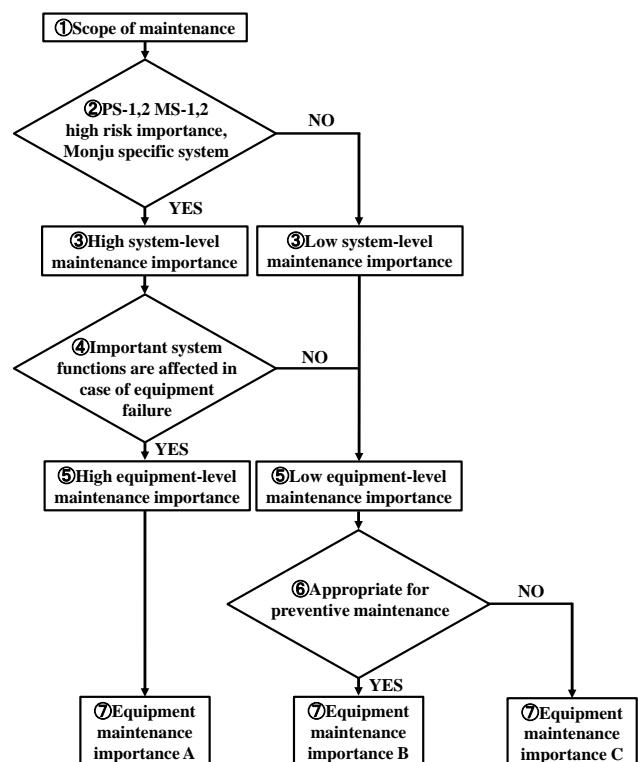 ①Scope of maintenance
②PS-1,2 MS-1,2
high risk importance,
Monju specific system
NO
YES
③High system-level
maintenance importance
③Low system-level
maintenance importance
④Important system
functions are affected in
case of equipment
failure
NO
YES
⑤High equipment-level
maintenance importance
⑤Low equipment-level
maintenance importance
⑥Appropriate for
preventive maintenance
NO
YES
⑦Equipment
maintenance
importance A
⑦Equipment
maintenance
importance B
⑦Equipment
maintenance
importance C